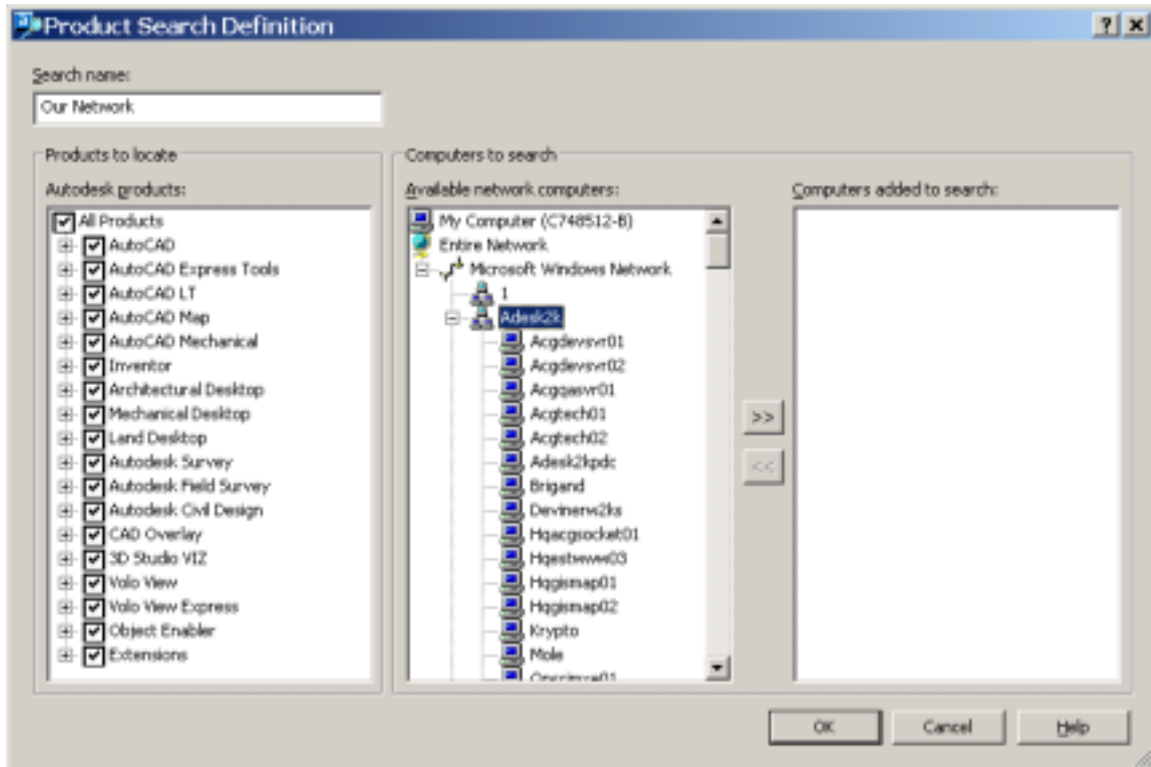 Product Search Definition
Search name:
Our Network
Products to locate
Autodesk products:
All Products
AutoCAD
AutoCAD Express Tools
AutoCAD LT
AutoCAD Map
AutoCAD Mechanical
Inventor
Architectural Desktop
Mechanical Desktop
Land Desktop
Autodesk Survey
Autodesk Field Survey
Autodesk Civil Design
CAD Overlay
3D Studio VIZ
Volo View
Volo View Express
Object Enabler
Extensions
Computers to search
Available network computers:
My Computer (C748512-B)
Entire Network
Microsoft Windows Network
1
Adesk2k
Acgdevsvr01
Acgdevsvr02
Acgqasvr01
Acgtech01
Acgtech02
Adesk2kpdc
Brigand
Hqacgsocket01
Hqestwww03
Hqgismap01
Hqgismap02
Krypto
Mole
>>
<<
Computers added to search:
OK
Cancel
Help